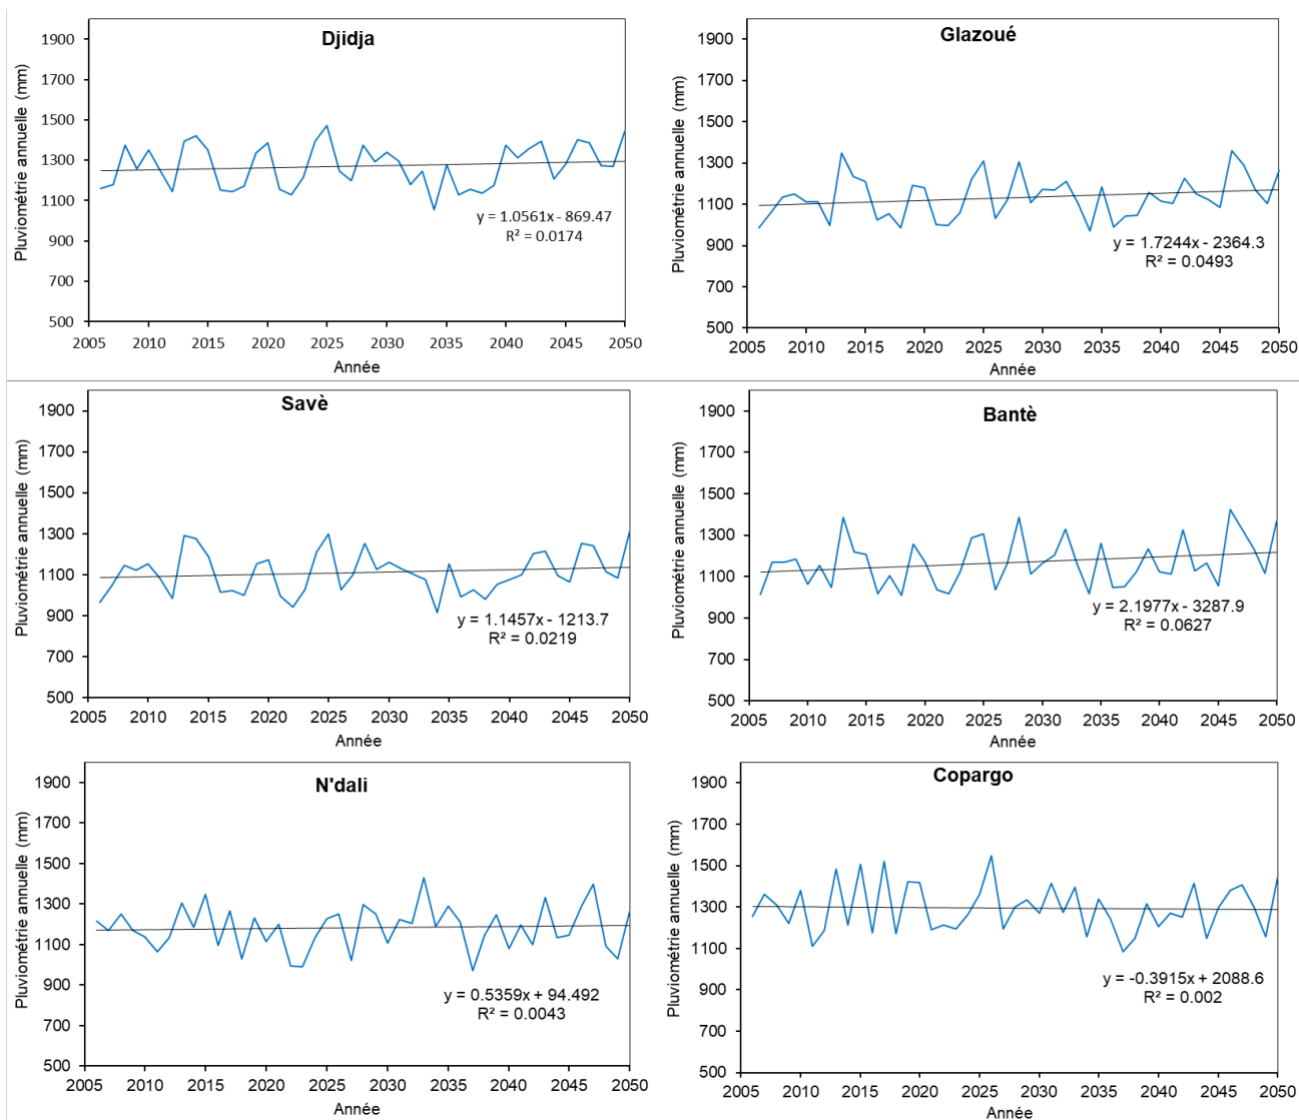 Djidja
Pluviométrie annuelle (mm)
1900
1700
1500
1300
1100
900
700
500
y = 1.0561x - 869.47
R² = 0.0174
2005 2010 2015 2020 2025 2030 2035 2040 2045 2050
Année
Glazoué
Pluviométrie annuelle (mm)
1900
1700
1500
1300
1100
900
700
500
y = 1.7244x - 2364.3
R² = 0.0493
2005 2010 2015 2020 2025 2030 2035 2040 2045 2050
Année
Savè
Pluviométrie annuelle (mm)
1900
1700
1500
1300
1100
900
700
500
y = 1.1457x - 1213.7
R² = 0.0219
2005 2010 2015 2020 2025 2030 2035 2040 2045 2050
Année
Bantè
Pluviométrie annuelle (mm)
1900
1700
1500
1300
1100
900
700
500
y = 2.1977x - 3287.9
R² = 0.0627
2005 2010 2015 2020 2025 2030 2035 2040 2045 2050
Année
N'dali
Pluviométrie annuelle (mm)
1900
1700
1500
1300
1100
900
700
500
y = 0.5359x + 94.492
R² = 0.0043
2005 2010 2015 2020 2025 2030 2035 2040 2045 2050
Année
Copargo
Pluviométrie annuelle (mm)
1900
1700
1500
1300
1100
900
700
500
y = -0.3915x + 2088.6
R² = 0.002
2005 2010 2015 2020 2025 2030 2035 2040 2045 2050
Année